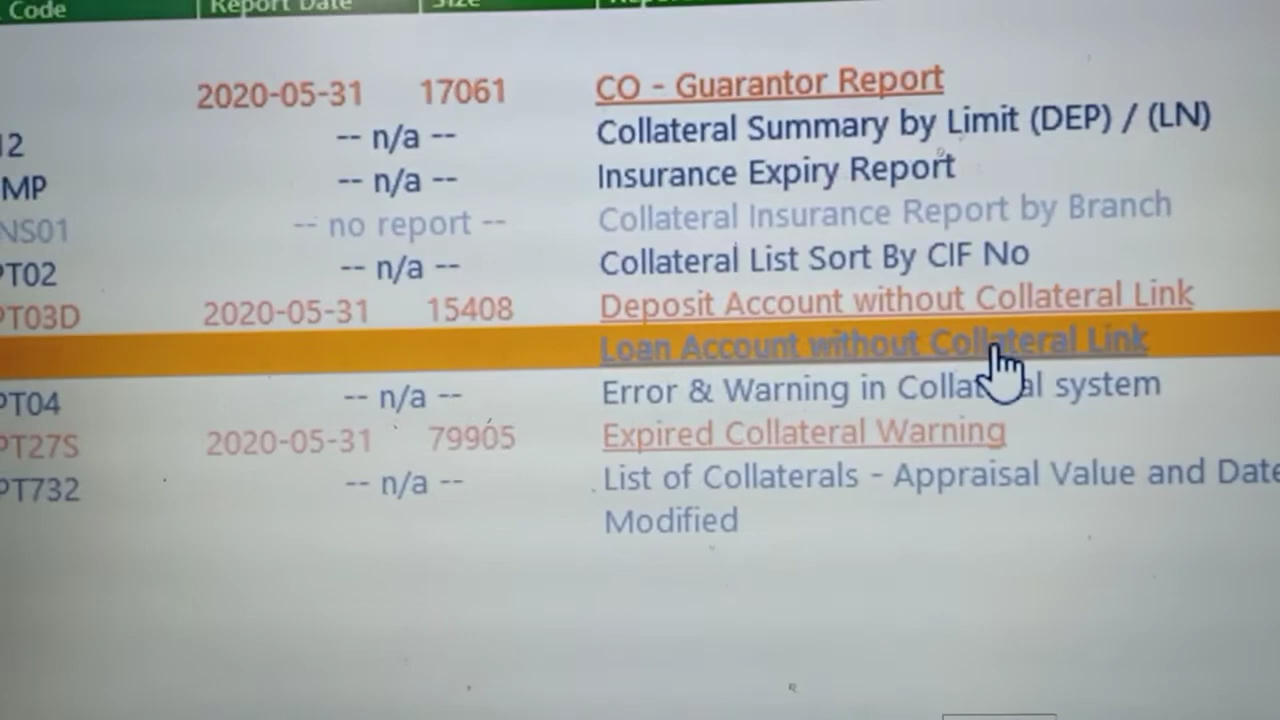 Code Report Date Size
2020-05-31 17061 CO - Guarantor Report
12 -- n/a -- Collateral Summary by Limit (DEP) / (LN)
MP -- n/a -- Insurance Expiry Report
NS01 -- no report -- Collateral Insurance Report by Branch
PT02 -- n/a -- Collateral List Sort By CIF No
PT03D 2020-05-31 15408 Deposit Account without Collateral Link
Loan Account without Collateral Link
PT04 -- n/a -- Error & Warning in Collateral system
PT27S 2020-05-31 79905 Expired Collateral Warning
PT732 -- n/a -- List of Collaterals - Appraisal Value and Date
Modified